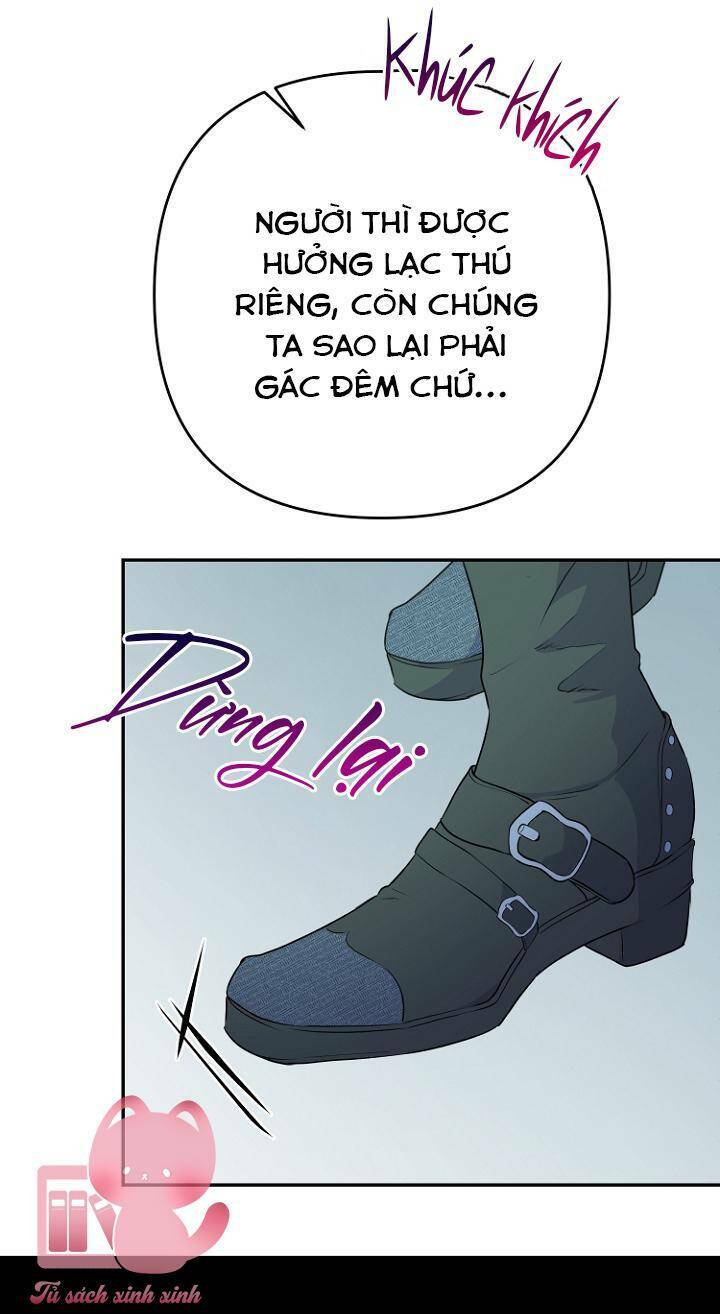 Khúc khích
NGƯỜI THÌ ĐƯỢC
HƯỞNG LẠC THÚ
RIÊNG, CÒN CHÚNG
TA SAO LẠI PHẢI
GÁC ĐÊM CHỨ...
Dừng lại
Tủ sách xinh xinh